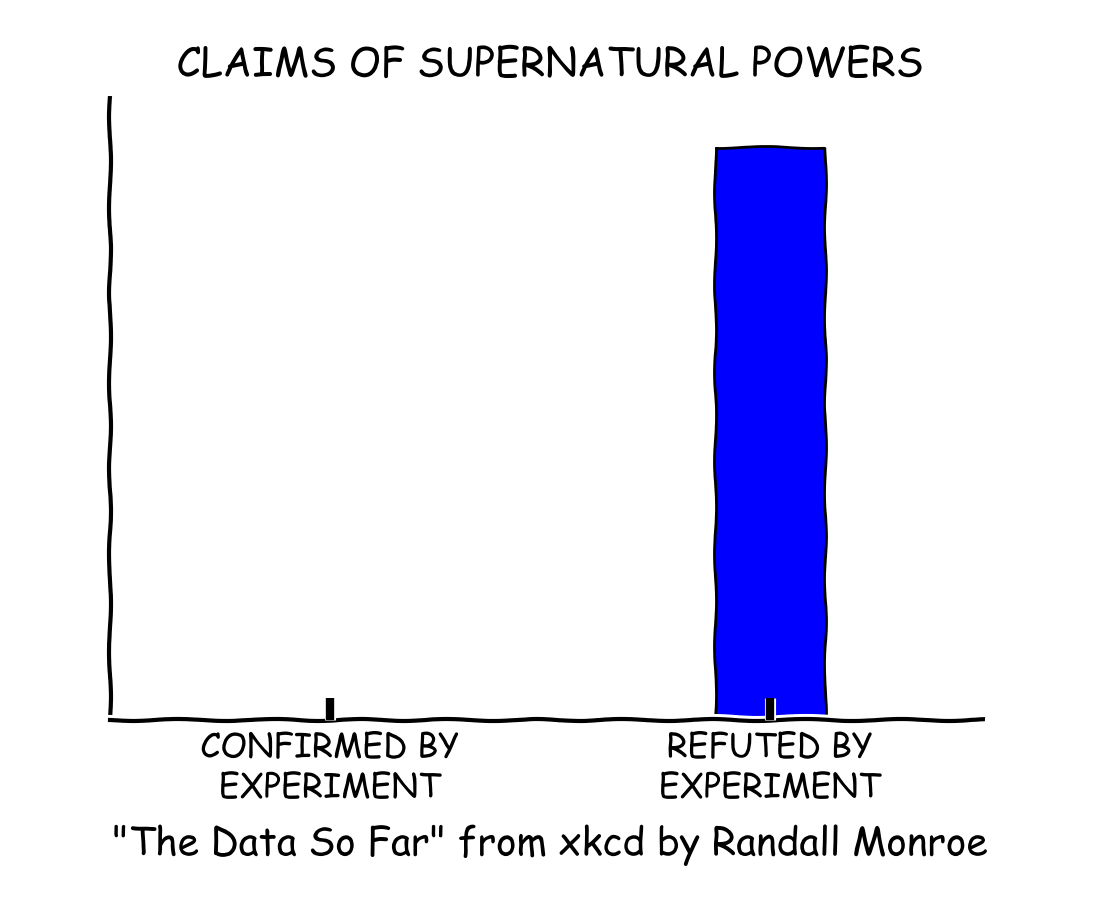 CLAIMS OF SUPERNATURAL POWERS
CONFIRMED BY
EXPERIMENT
REFUTED BY
EXPERIMENT
"The Data So Far" from xkcd by Randall Monroe